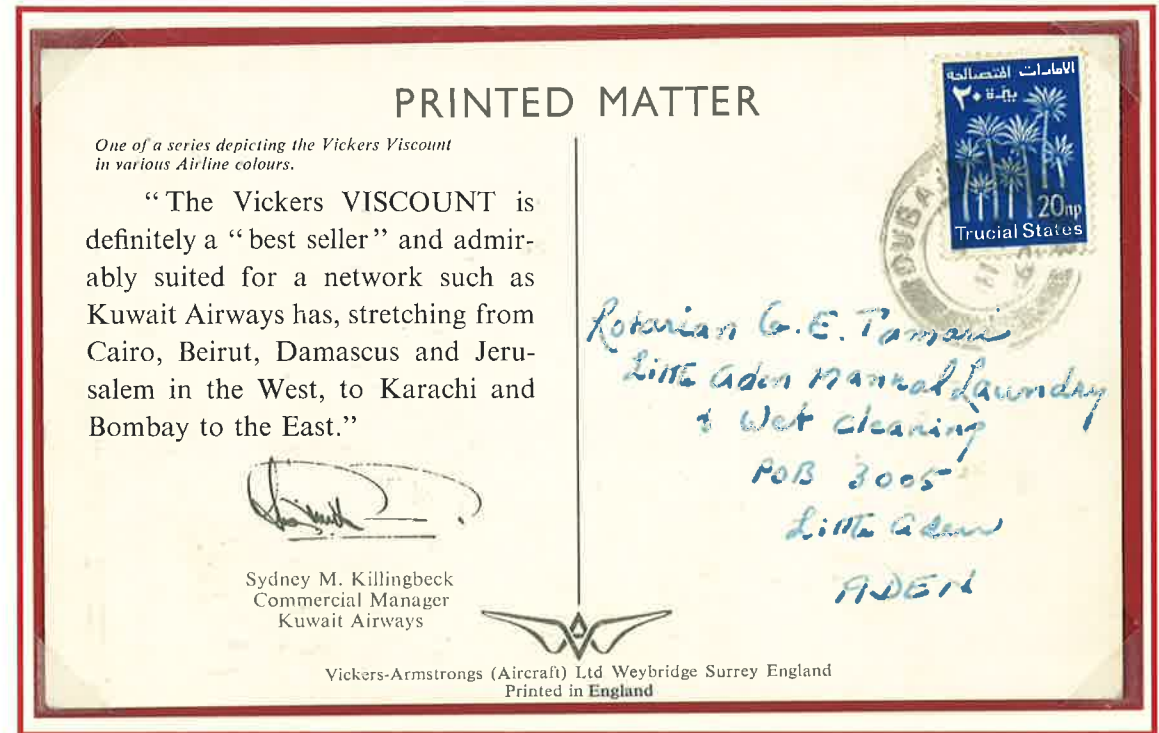 PRINTED MATTER
One of a series depicting the Vickers Viscount
in various Airline colours.
“The Vickers VISCOUNT is
definitely a “best seller” and admir-
ably suited for a network such as
Kuwait Airways has, stretching from
Cairo, Beirut, Damascus and Jeru-
salem in the West, to Karachi and
Bombay to the East.”
Sydney M. Killingbeck
Commercial Manager
Kuwait Airways
Vickers-Armstrongs (Aircraft) Ltd Weybridge Surrey England
Printed in England
الامارات المتصالحة
٢٠
20np
Trucial States
DUBAI
Rotarian G. E. Tamari
Little Aden Manual Laundry
& Wet Cleaning
POB 3005
Little Aden
ADEN